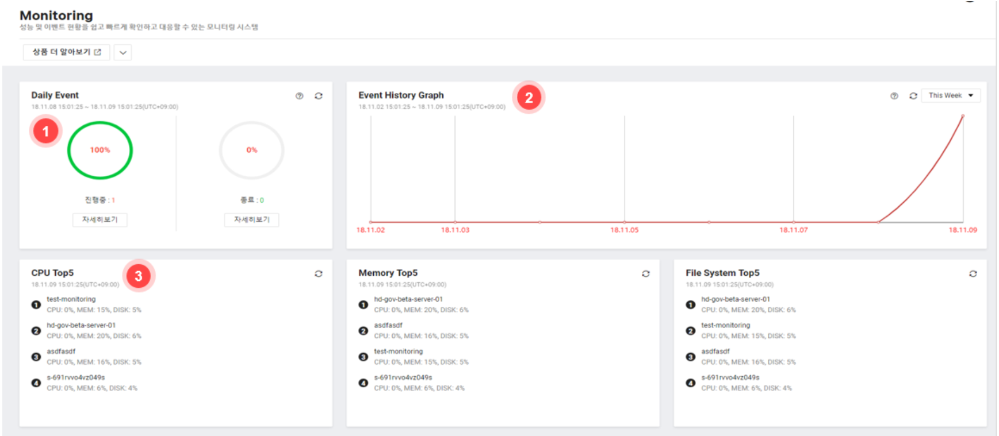 Monitoring
성능 및 이벤트 현황을 쉽고 빠르게 확인하고 대응할 수 있는 모니터링 시스템
상품 더 알아보기
Daily Event
18.11.08 15:01:25 ~ 18.11.09 15:01:25(UTC+09:00)
1
100%
0%
진행중 : 1
종료 : 0
자세히보기
자세히보기
Event History Graph
2
This Week
18.11.02 15:01:25 ~ 18.11.09 15:01:25(UTC+09:00)
18.11.02
18.11.03
18.11.05
18.11.07
18.11.09
CPU Top5
3
18.11.09 15:01:25(UTC+09:00)
1 test-monitoring
CPU: 0%, MEM: 15%, DISK: 5%
2 hd-gov-beta-server-01
CPU: 0%, MEM: 20%, DISK: 6%
3 asdfasdf
CPU: 0%, MEM: 16%, DISK: 5%
4 s-691rvvo4vz049s
CPU: 0%, MEM: 6%, DISK: 4%
Memory Top5
18.11.09 15:01:25(UTC+09:00)
1 hd-gov-beta-server-01
CPU: 0%, MEM: 20%, DISK: 6%
2 asdfasdf
CPU: 0%, MEM: 16%, DISK: 5%
3 test-monitoring
CPU: 0%, MEM: 15%, DISK: 5%
4 s-691rvvo4vz049s
CPU: 0%, MEM: 6%, DISK: 4%
File System Top5
18.11.09 15:01:25(UTC+09:00)
1 hd-gov-beta-server-01
CPU: 0%, MEM: 20%, DISK: 6%
2 test-monitoring
CPU: 0%, MEM: 15%, DISK: 5%
3 asdfasdf
CPU: 0%, MEM: 16%, DISK: 5%
4 s-691rvvo4vz049s
CPU: 0%, MEM: 6%, DISK: 4%